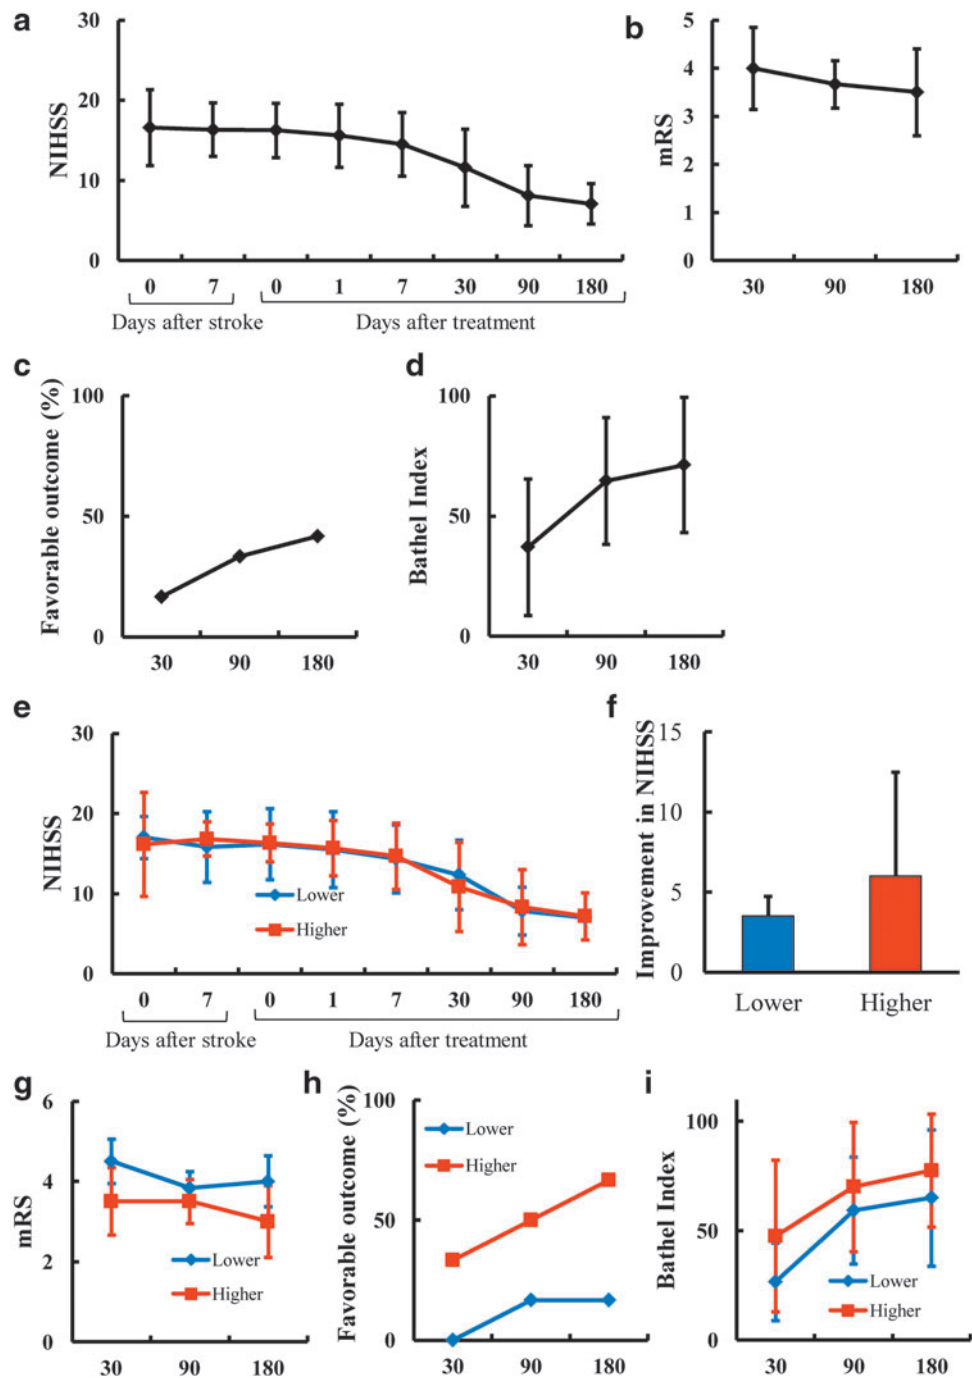 a
NIHSS
30
20
10
0
0 7 0 1 7 30 90 180
Days after stroke Days after treatment
b
mRS
5
4
3
2
1
0
30 90 180
c
Favorable outcome (%)
100
50
0
30 90 180
d
Bathel Index
100
50
0
30 90 180
e
NIHSS
30
20
10
0
Lower
Higher
0 7 0 1 7 30 90 180
Days after stroke Days after treatment
f
Improvement in NIHSS
15
10
5
0
Lower Higher
g
mRS
6
4
2
0
Lower
Higher
30 90 180
h
Favorable outcome (%)
100
50
0
Lower
Higher
30 90 180
i
Bathel Index
100
50
0
Lower
Higher
30 90 180